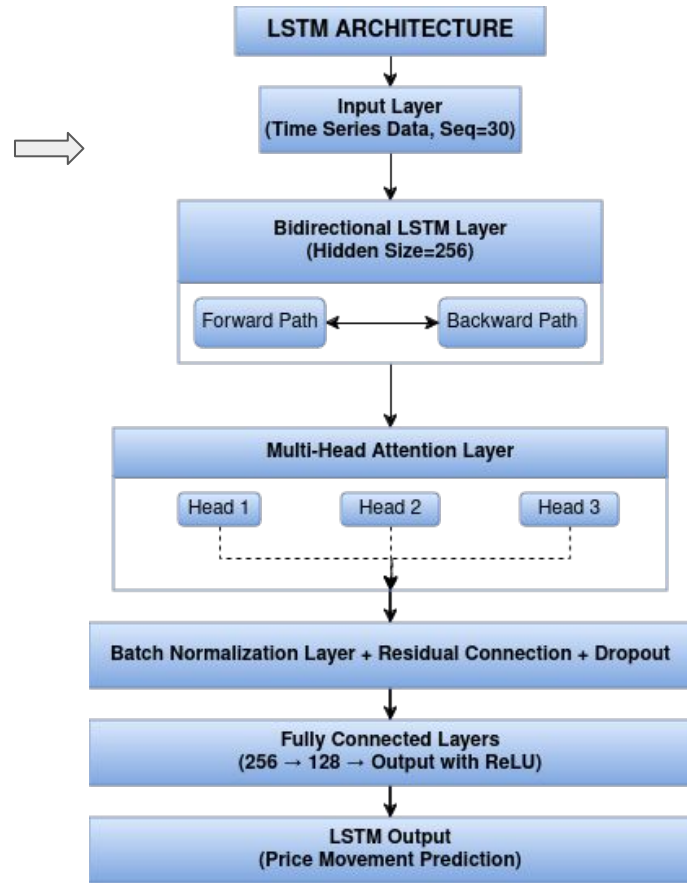 LSTM ARCHITECTURE
Input Layer
(Time Series Data, Seq=30)
Bidirectional LSTM Layer
(Hidden Size=256)
Forward Path
Backward Path
Multi-Head Attention Layer
Head 1
Head 2
Head 3
Batch Normalization Layer + Residual Connection + Dropout
Fully Connected Layers
(256 → 128 → Output with ReLU)
LSTM Output
(Price Movement Prediction)